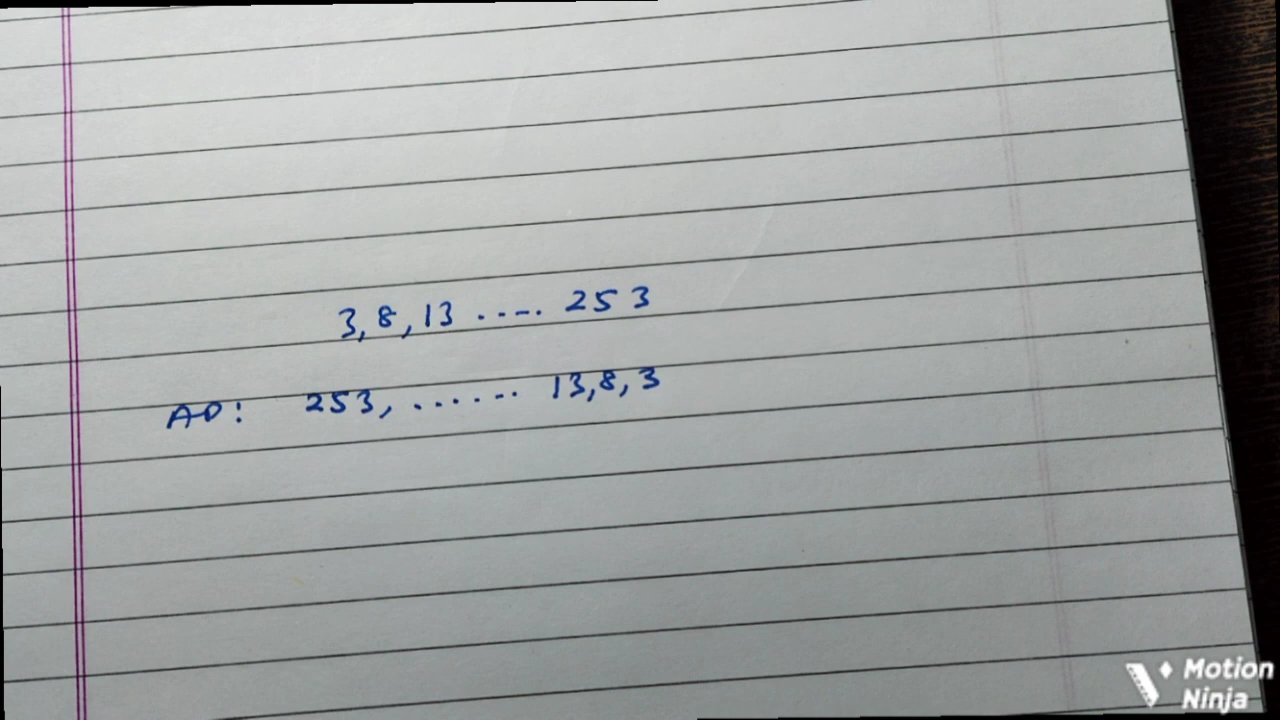 3, 8, 13 ..... 253
AP: 253, ...... 13, 8, 3
Motion
Ninja